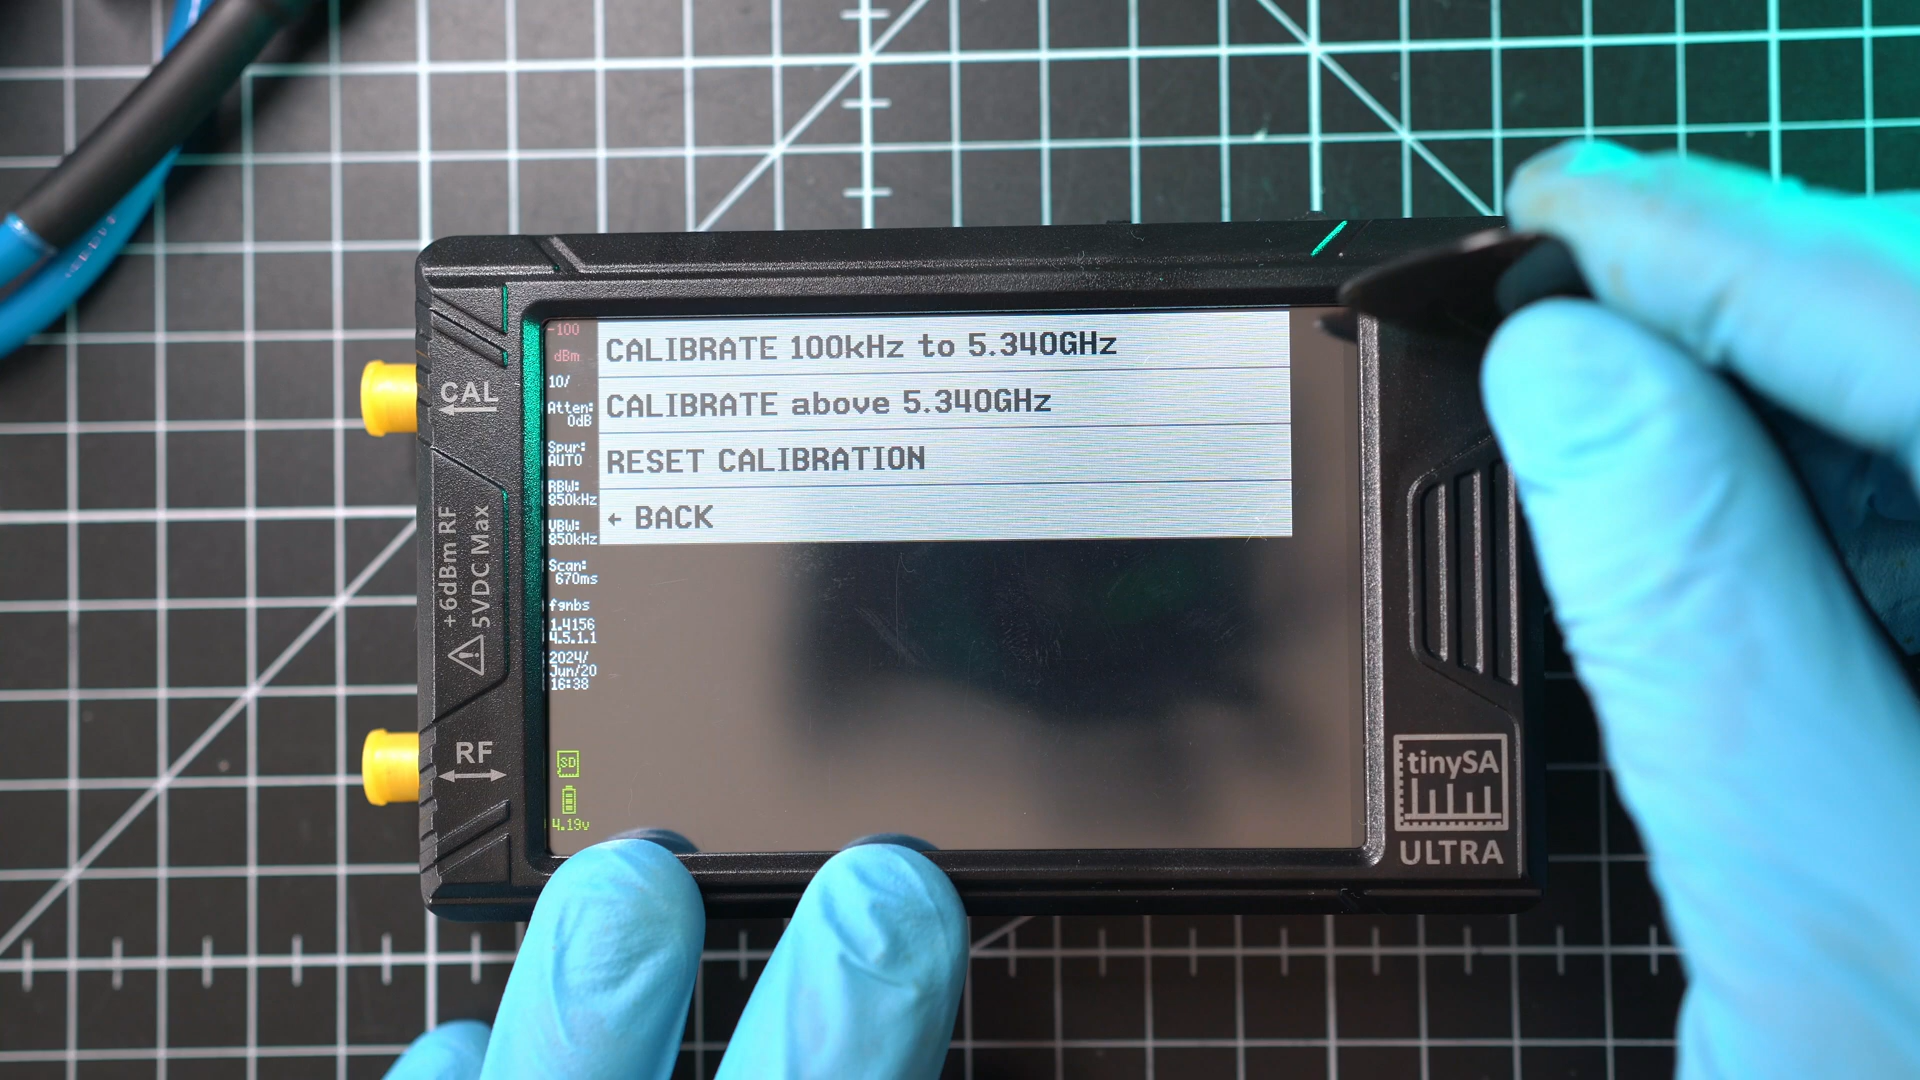 -100
dBm
10/
Atten:
0dB
Spur:
AUTO
RBW:
850kHz
VBW:
850kHz
Scan:
670ms
fgnbs
1.4156
4.5.1.1
2024/
Jun/20
16:38
SD
4.19v
CALIBRATE 100kHz to 5.340GHz
CALIBRATE above 5.340GHz
RESET CALIBRATION
← BACK
CAL
+6dBm RF
5VDC Max
RF
tinySA
ULTRA